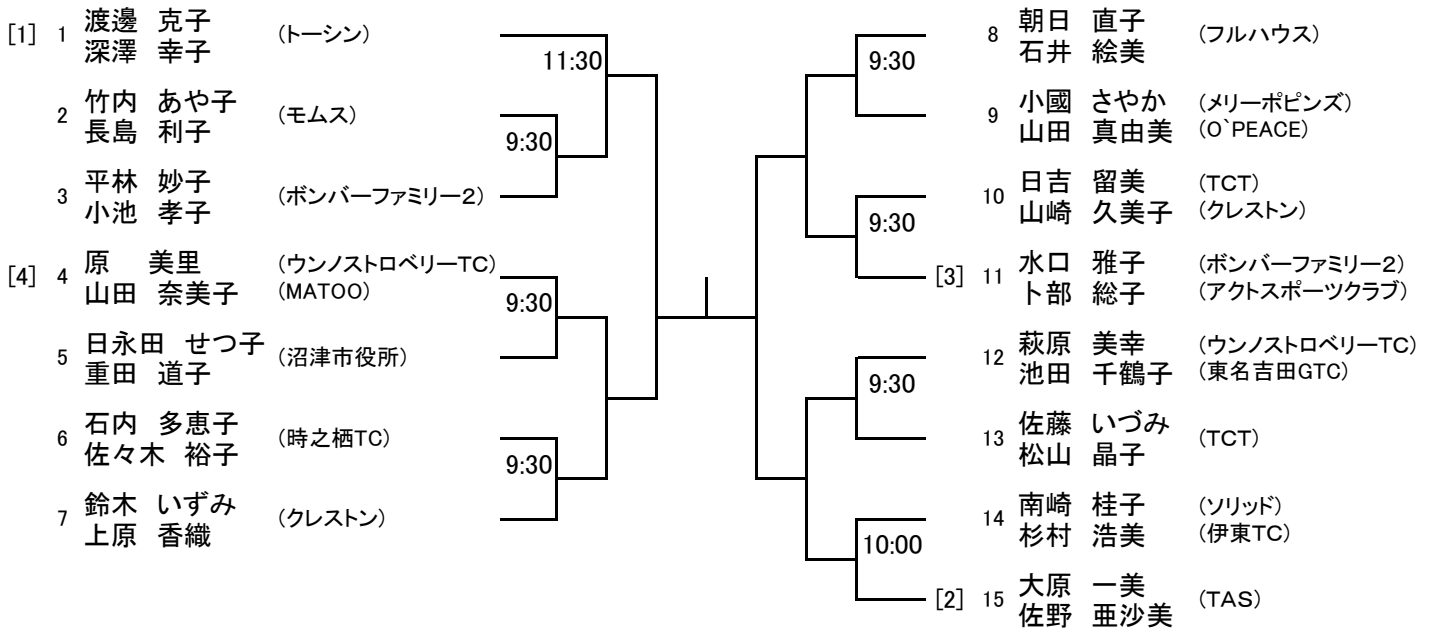 [1] 1 渡邊 克子 (トーシン)
深澤 幸子
11:30
2 竹内 あや子 (モムス)
長島 利子
9:30
3 平林 妙子 (ボンバーファミリー2)
小池 孝子
[4] 4 原 美里 (ウンノストロベリーTC)
山田 奈美子 (MATOO)
9:30
5 日永田 せつ子 (沼津市役所)
重田 道子
6 石内 多恵子 (時之栖TC)
佐々木 裕子
9:30
7 鈴木 いずみ (クレストン)
上原 香織
8 朝日 直子 (フルハウス)
石井 絵美
9:30
9 小國 さやか (メリーポピンズ)
山田 真由美 (O`PEACE)
10 日吉 留美 (TCT)
山崎 久美子 (クレストン)
9:30
[3] 11 水口 雅子 (ボンバーファミリー2)
卜部 総子 (アクトスポーツクラブ)
12 萩原 美幸 (ウンノストロベリーTC)
池田 千鶴子 (東名吉田GTC)
9:30
13 佐藤 いづみ (TCT)
松山 晶子
14 南崎 桂子 (ソリッド)
杉村 浩美 (伊東TC)
10:00
[2] 15 大原 一美 (TAS)
佐野 亜沙美